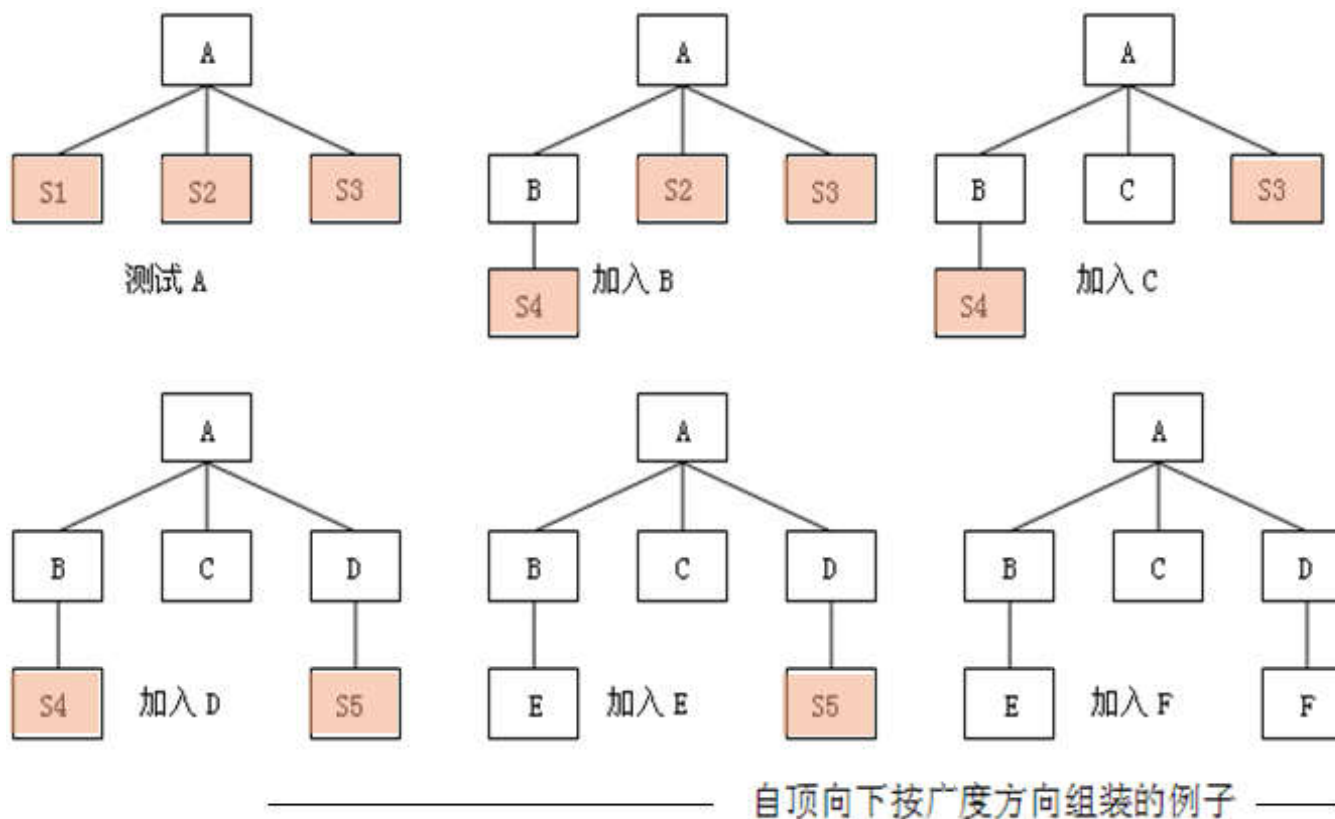 A A A
S1 S2 S3 B S2 S3 B C S3
测试 A
S4 加入 B
S4 加入 C
A A A
B C D B C D B C D
S4 加入 D S5 E 加入 E S5 E 加入 F F
自顶向下按广度方向组装的例子